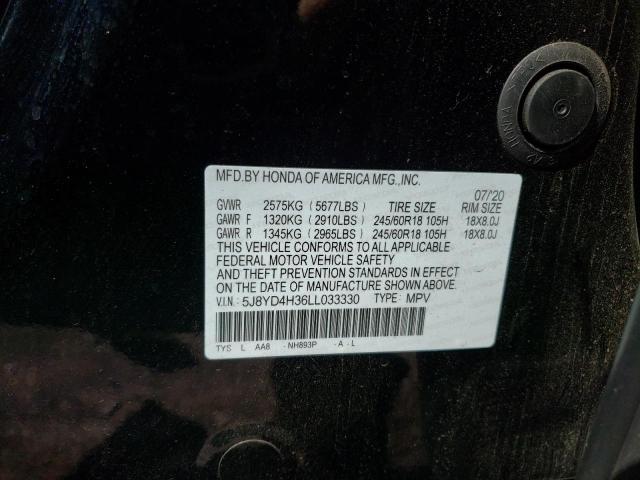 MFD.BY HONDA OF AMERICA MFG.,INC.
07/'20
GVWR 2575KG (5677LBS) TIRE SIZE RIM SIZE
GAWR F 1320KG (2910LBS) 245/60R18 105H 18X8.0J
GAWR R 1345KG (2965LBS) 245/60R18 105H 18X8.0J
THIS VEHICLE CONFORMS TO ALL APPLICABLE
FEDERAL MOTOR VEHICLE SAFETY
AND THEFT PREVENTION STANDARDS IN EFFECT
ON THE DATE OF MANUFACTURE SHOWN ABOVE.
V.I.N: 5J8YD4H36LL033330 TYPE: MPV
TYS L AA8 -NH893P -A-L